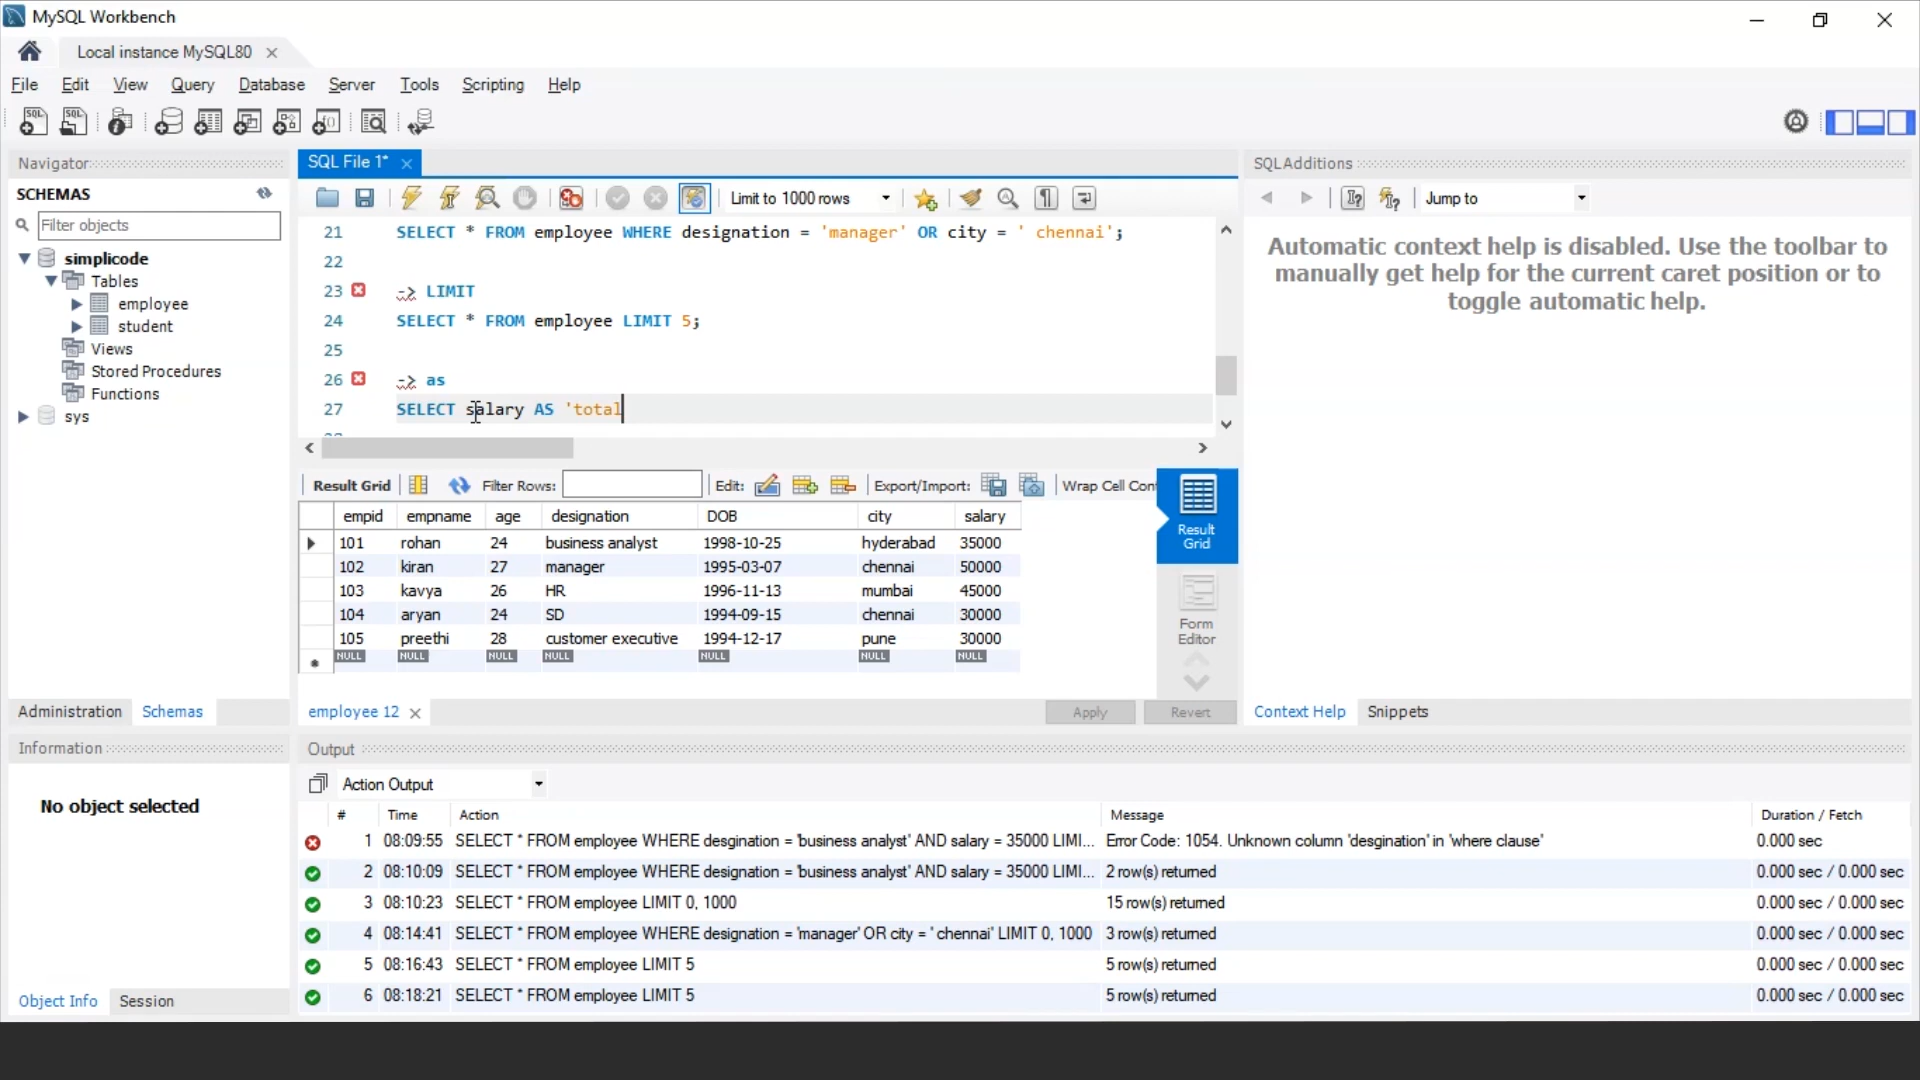 MySQL Workbench
Local instance MySQL80
File Edit View Query Database Server Tools Scripting Help
Navigator
SCHEMAS
Filter objects
simplicode
Tables
employee
student
Views
Stored Procedures
Functions
sys
Administration Schemas
Information
No object selected
Object Info Session
SQL File 1*
Limit to 1000 rows
21 SELECT * FROM employee WHERE designation = 'manager' OR city = ' chennai';
22
23 -> LIMIT
24 SELECT * FROM employee LIMIT 5;
25
26 -> as
27 SELECT salary AS 'total
Result Grid Filter Rows: Edit: Export/Import: Wrap Cell Cont
empid empname age designation DOB city salary
101 rohan 24 business analyst 1998-10-25 hyderabad 35000
102 kiran 27 manager 1995-03-07 chennai 50000
103 kavya 26 HR 1996-11-13 mumbai 45000
104 aryan 24 SD 1994-09-15 chennai 30000
105 preethi 28 customer executive 1994-12-17 pune 30000
NULL NULL NULL NULL NULL NULL NULL
Result
Grid
Form
Editor
employee 12 Apply Revert
SQLAdditions
Jump to
Automatic context help is disabled. Use the toolbar to
manually get help for the current caret position or to
toggle automatic help.
Context Help Snippets
Output
Action Output
# Time Action Message Duration / Fetch
1 08:09:55 SELECT * FROM employee WHERE desgination = 'business analyst' AND salary = 35000 LIMI... Error Code: 1054. Unknown column 'desgination' in 'where clause' 0.000 sec
2 08:10:09 SELECT * FROM employee WHERE designation = 'business analyst' AND salary = 35000 LIMI... 2 row(s) returned 0.000 sec / 0.000 sec
3 08:10:23 SELECT * FROM employee LIMIT 0, 1000 15 row(s) returned 0.000 sec / 0.000 sec
4 08:14:41 SELECT * FROM employee WHERE designation = 'manager' OR city = ' chennai' LIMIT 0, 1000 3 row(s) returned 0.000 sec / 0.000 sec
5 08:16:43 SELECT * FROM employee LIMIT 5 5 row(s) returned 0.000 sec / 0.000 sec
6 08:18:21 SELECT * FROM employee LIMIT 5 5 row(s) returned 0.000 sec / 0.000 sec